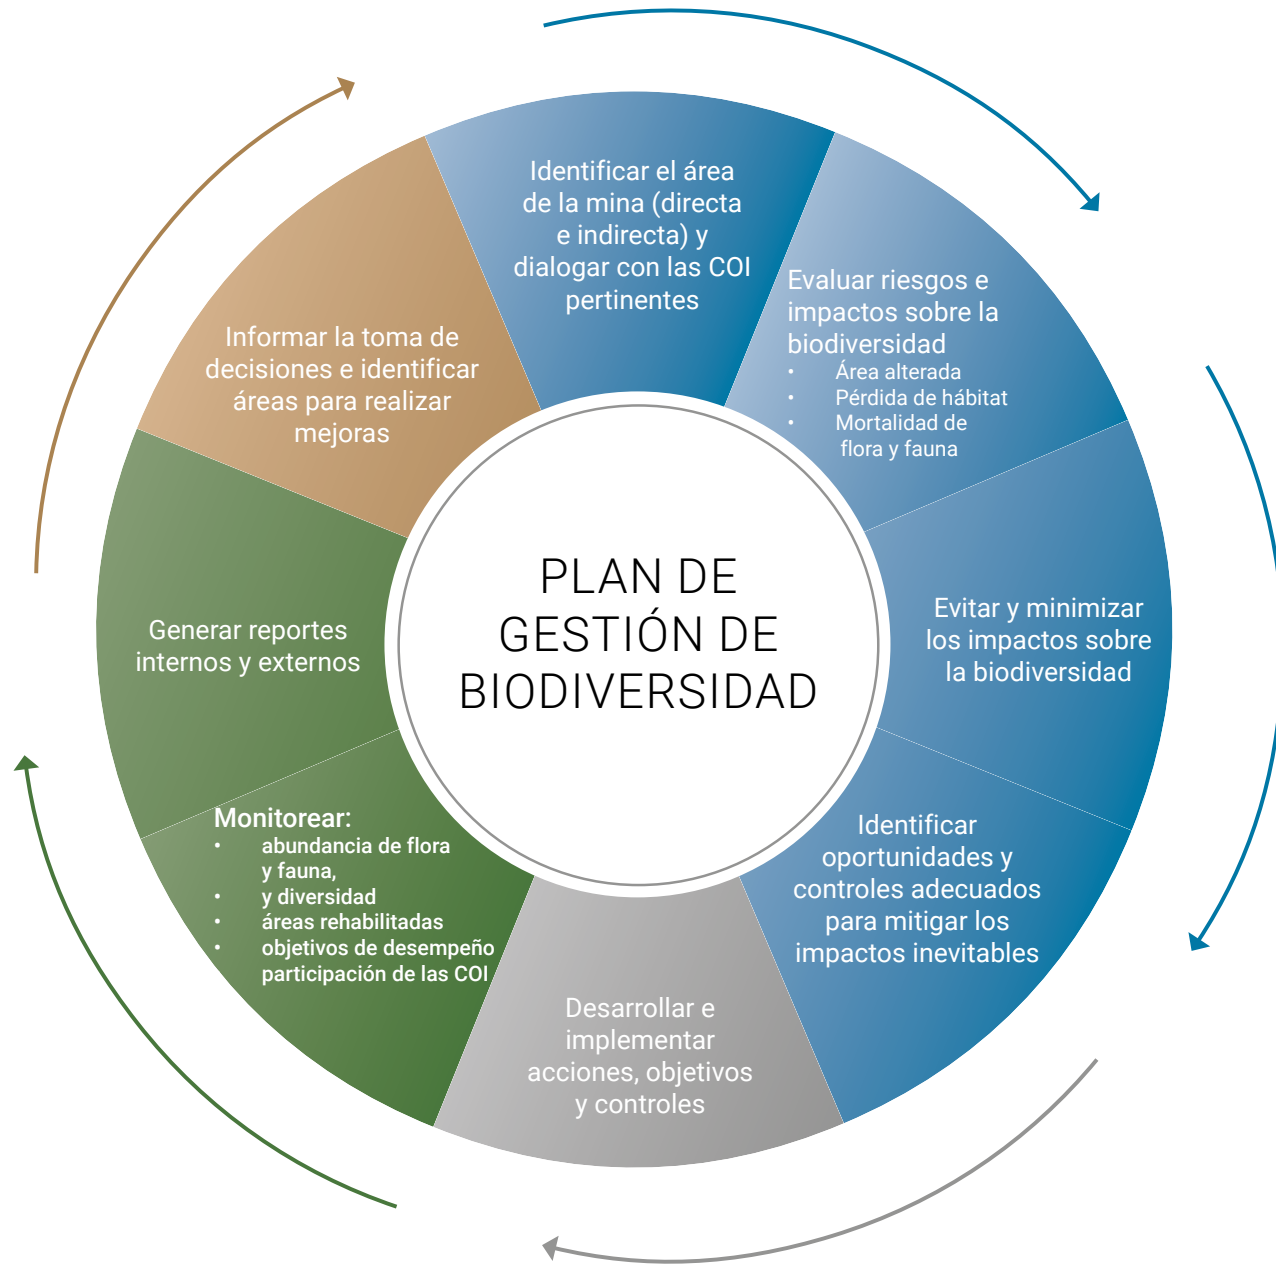 Identificar el área
de la mina (directa
e indirecta) y
dialogar con las COI
pertinentes
Evaluar riesgos e
impactos sobre la
biodiversidad
• Área alterada
• Pérdida de hábitat
• Mortalidad de
flora y fauna
Evitar y minimizar
los impactos sobre
la biodiversidad
Identificar
oportunidades y
controles adecuados
para mitigar los
impactos inevitables
Desarrollar e
implementar
acciones, objetivos
y controles
Monitorear:
• abundancia de flora
y fauna,
• y diversidad
• áreas rehabilitadas
• objetivos de desempeño
participación de las COI
Generar reportes
internos y externos
Informar la toma de
decisiones e identificar
áreas para realizar
mejoras
PLAN DE
GESTIÓN DE
BIODIVERSIDAD